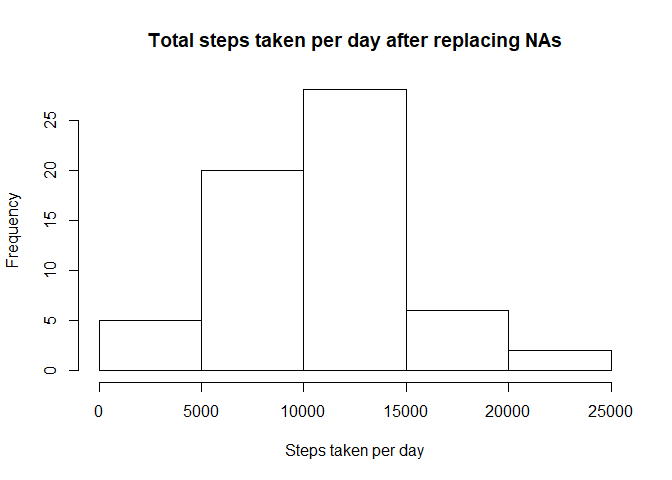 Total steps taken per day after replacing NAs
Frequency
25
20
15
10
5
0
0 5000 10000 15000 20000 25000
Steps taken per day